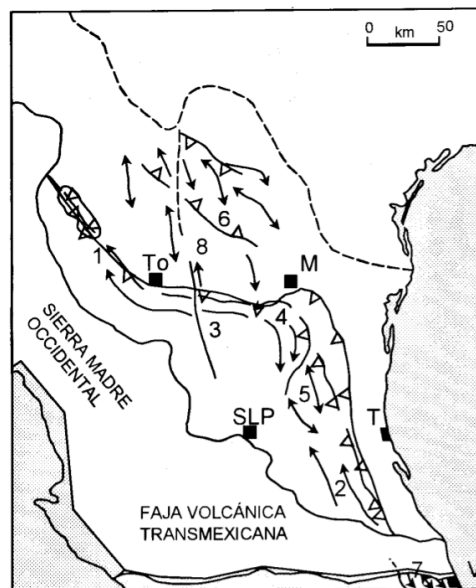 0 50
km
6
8
1
To
M
3
4
SIERRA MADRE
OCCIDENTAL
5
SLP
T
2
FAJA VOLCÁNICA
TRANSMEXICANA
7